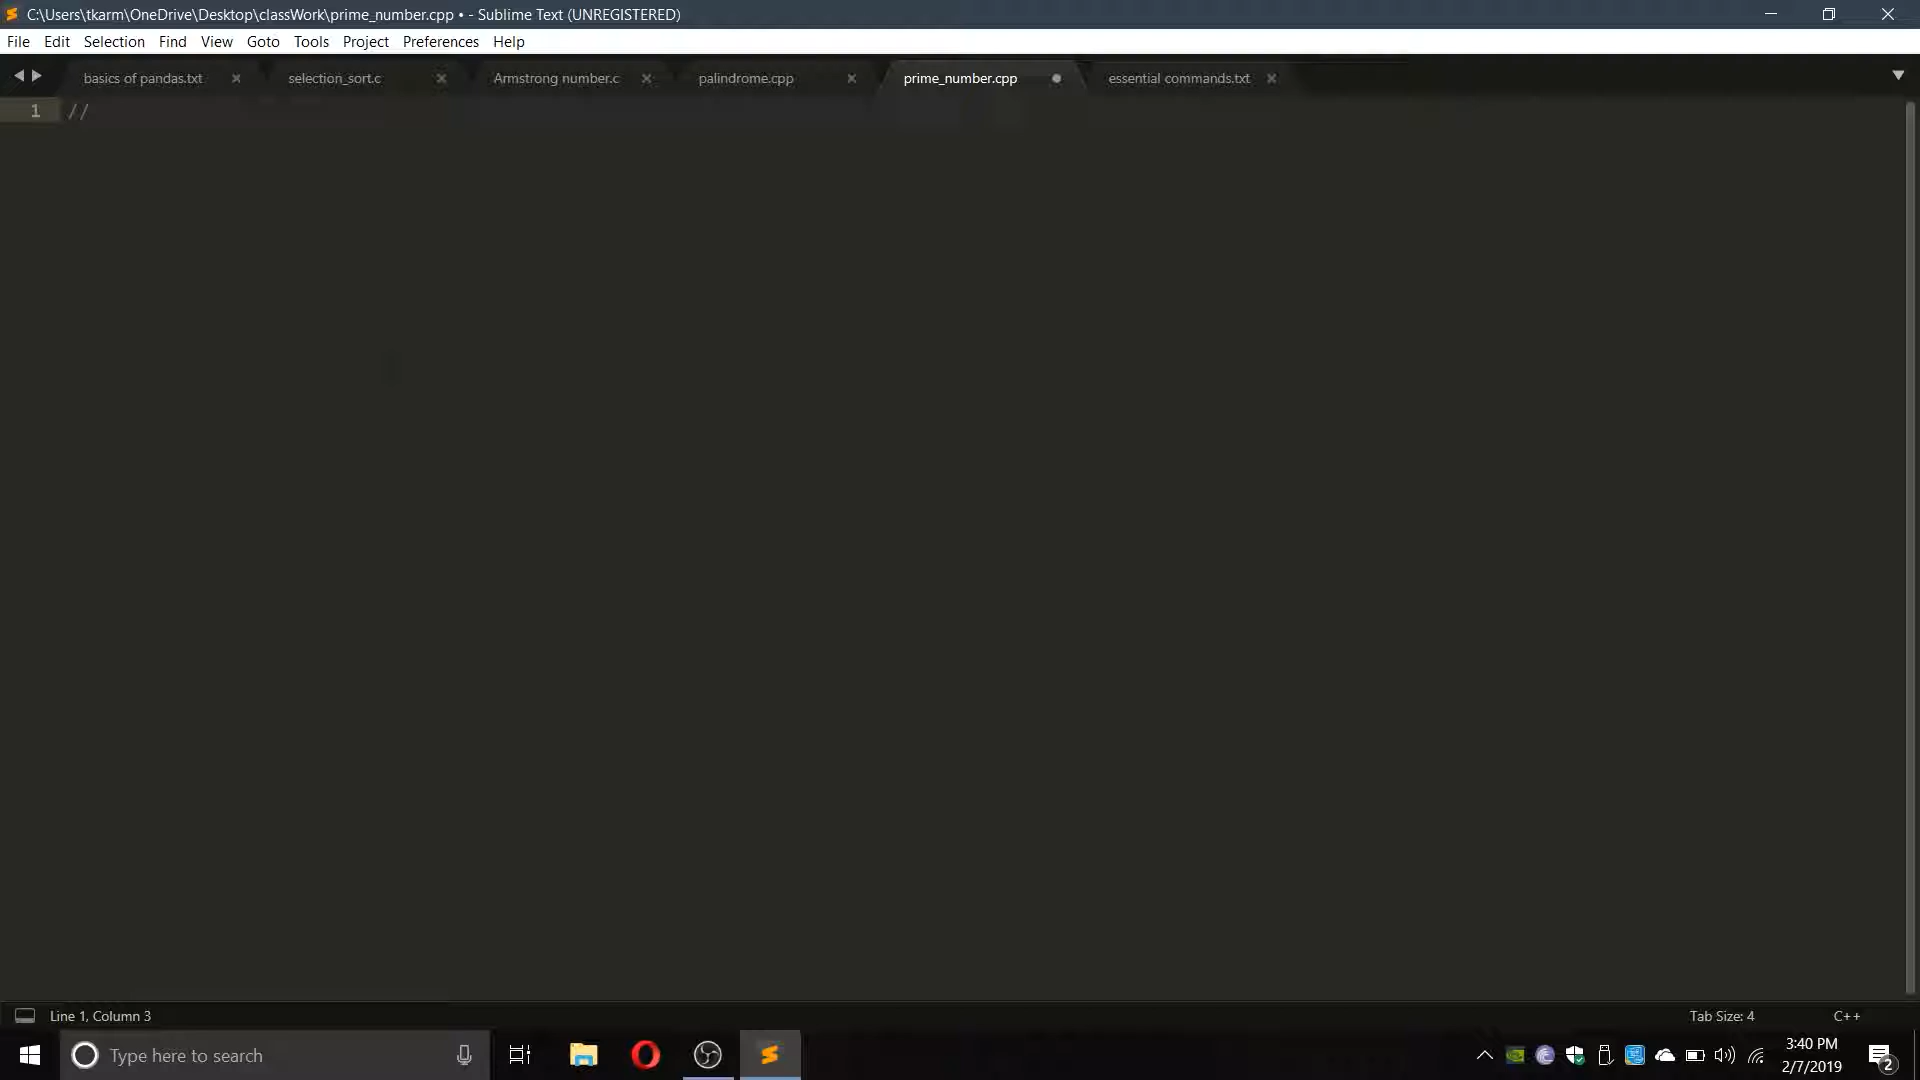 C:\Users\tkarm\OneDrive\Desktop\classWork\prime_number.cpp • - Sublime Text (UNREGISTERED)
File Edit Selection Find View Goto Tools Project Preferences Help
basics of pandas.txt selection_sort.c Armstrong number.c palindrome.cpp prime_number.cpp essential commands.txt
1 //
Line 1, Column 3 Tab Size: 4 C++
Type here to search
3:40 PM
2/7/2019
2